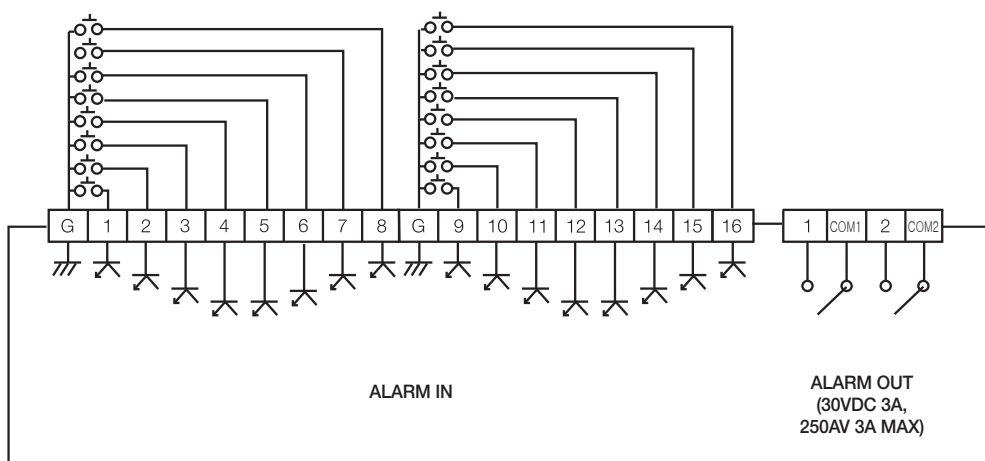 G 1 2 3 4 5 6 7 8 G 9 10 11 12 13 14 15 16 1 COM1 2 COM2
ALARM IN
ALARM OUT
(30VDC 3A,
250AV 3A MAX)